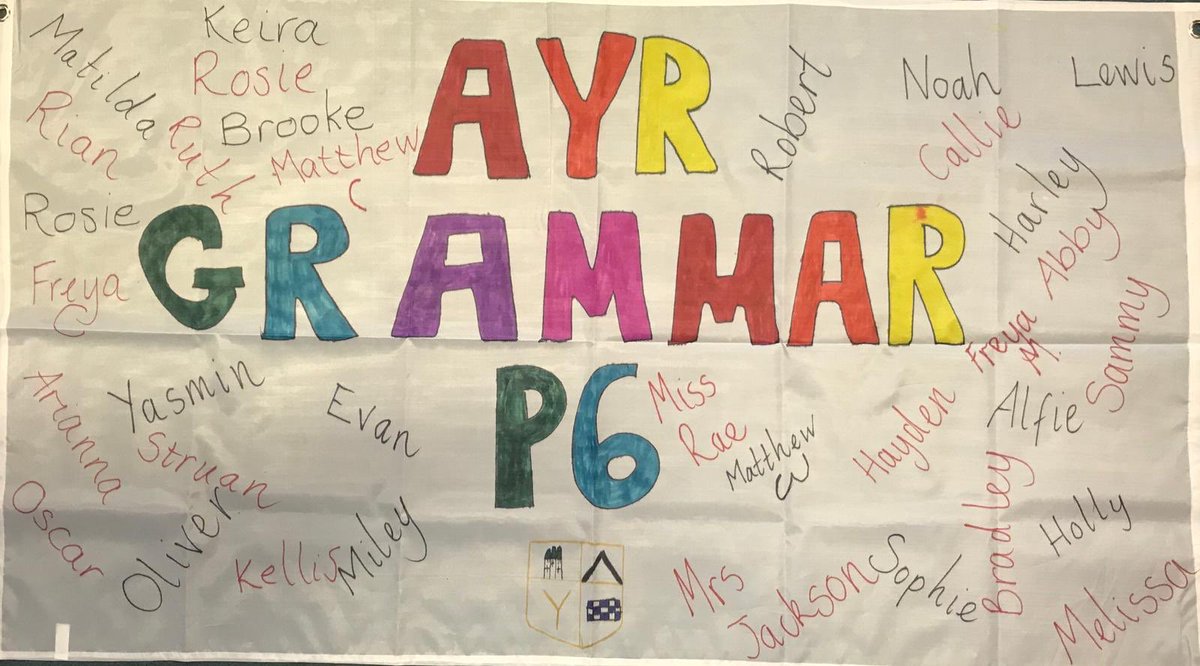 Keira
Matilda
Rosie
Brooke
Rian
Ruth
Matthew
C
AYR
Robert
Noah
Lewis
Callie
Harley
Abby
Rosie
Freya
C
GRAMMAR
Sammy
Freya
M.
Yasmin
Evan
Arianna
Struan
P6
Miss
Rae
Matthew
W
Hayden
Alfie
Oscar
Oliver
Kellis
Miley
Mrs
Jackson
Sophie
Bradley
Holly
Melissa